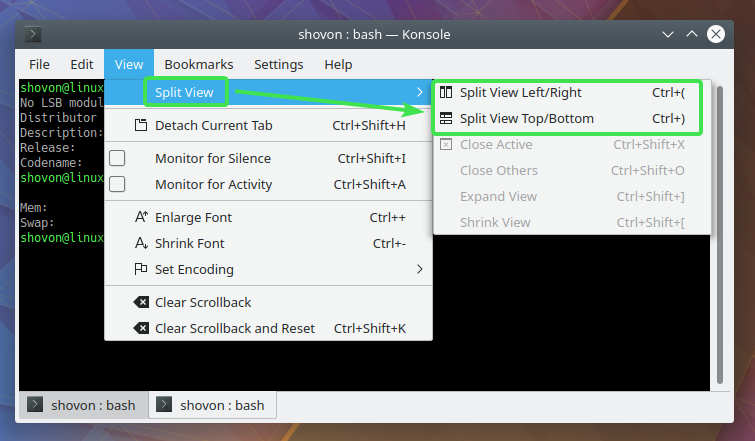 shovon : bash — Konsole
File Edit View Bookmarks Settings Help
shovon@linux
No LSB modul
Distributor
Description:
Release:
Codename:
shovon@linux
Mem:
Swap:
shovon@linux
Split View
Detach Current Tab Ctrl+Shift+H
Monitor for Silence Ctrl+Shift+I
Monitor for Activity Ctrl+Shift+A
Enlarge Font Ctrl++
Shrink Font Ctrl+-
Set Encoding
Clear Scrollback
Clear Scrollback and Reset Ctrl+Shift+K
Split View Left/Right Ctrl+(
Split View Top/Bottom Ctrl+)
Close Active Ctrl+Shift+X
Close Others Ctrl+Shift+O
Expand View Ctrl+Shift+]
Shrink View Ctrl+Shift+[
shovon : bash shovon : bash